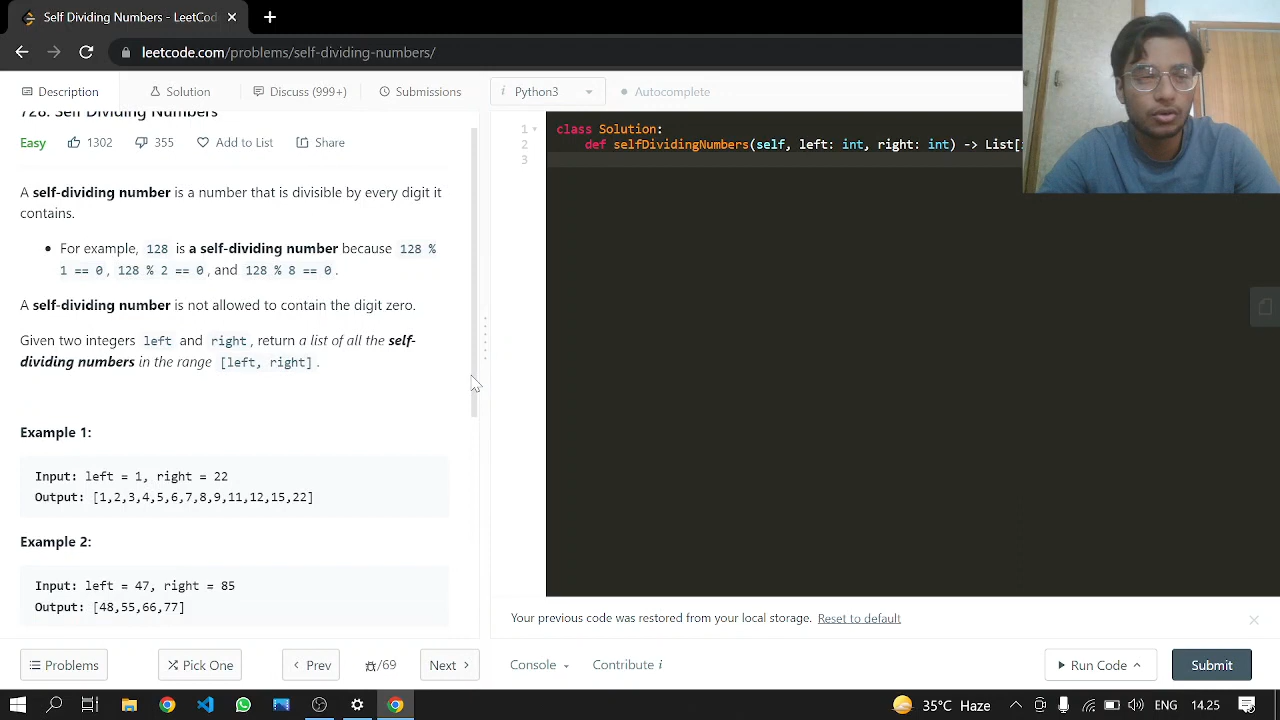 Self Dividing Numbers - LeetCod
leetcode.com/problems/self-dividing-numbers/
Description
Solution
Discuss (999+)
Submissions
i Python3
Autocomplete
728. Self Dividing Numbers
Easy 1302 355 Add to List Share
A self-dividing number is a number that is divisible by every digit it
contains.
For example, 128 is a self-dividing number because 128 %
1 == 0, 128 % 2 == 0, and 128 % 8 == 0.
A self-dividing number is not allowed to contain the digit zero.
Given two integers left and right, return a list of all the self-
dividing numbers in the range [left, right].
Example 1:
Input: left = 1, right = 22
Output: [1,2,3,4,5,6,7,8,9,11,12,15,22]
Example 2:
Input: left = 47, right = 85
Output: [48,55,66,77]
1 class Solution:
2 def selfDividingNumbers(self, left: int, right: int) -> List[
3
Your previous code was restored from your local storage. Reset to default
Problems
Pick One
Prev
/69
Next
Console
Contribute i
Run Code
Submit
35°C Haze
ENG
14.25